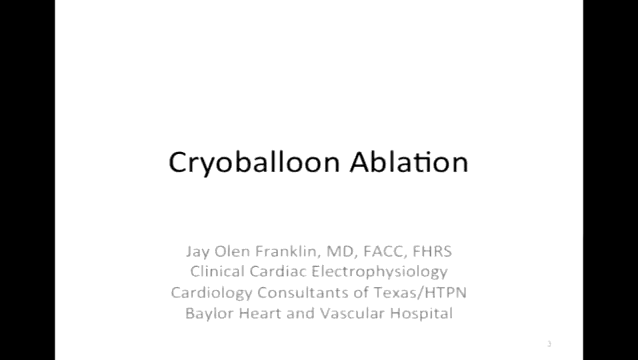 Cryoballoon Ablation
Jay Olen Franklin, MD, FACC, FHRS
Clinical Cardiac Electrophysiology
Cardiology Consultants of Texas/HTPN
Baylor Heart and Vascular Hospital